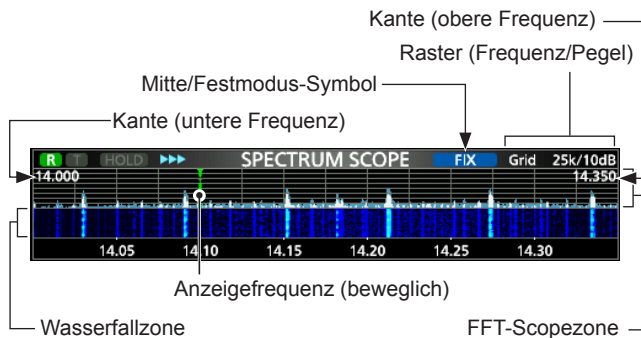 Kante (obere Frequenz)
Raster (Frequenz/Pegel)
Mitte/Festmodus-Symbol
Kante (untere Frequenz)
R T HOLD SPECTRUM SCOPE FIX Grid 25k/10dB
14.000 14.350
14.05 14.10 14.15 14.20 14.25 14.30
Anzeigefrequenz (beweglich)
Wasserfallzone FFT-Scopezone